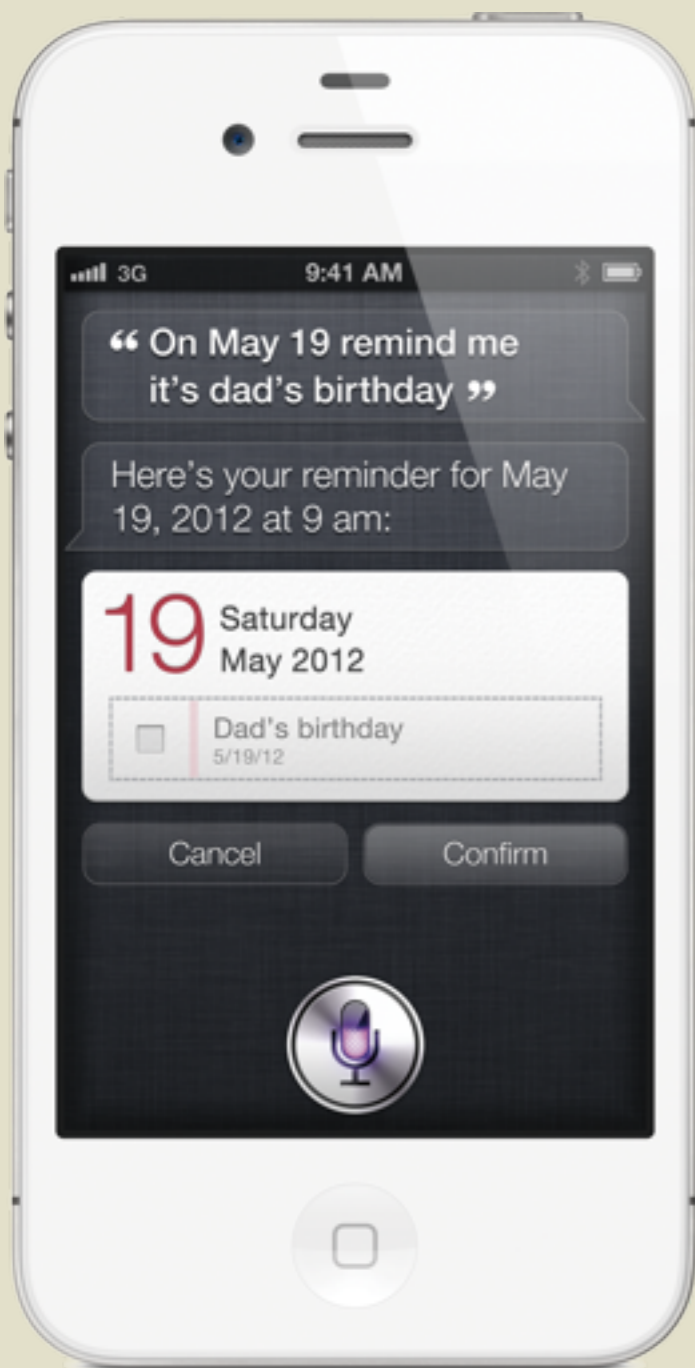 3G 9:41 AM
“ On May 19 remind me
it’s dad’s birthday ”
Here’s your reminder for May
19, 2012 at 9 am:
19 Saturday
May 2012
Dad’s birthday
5/19/12
Cancel Confirm